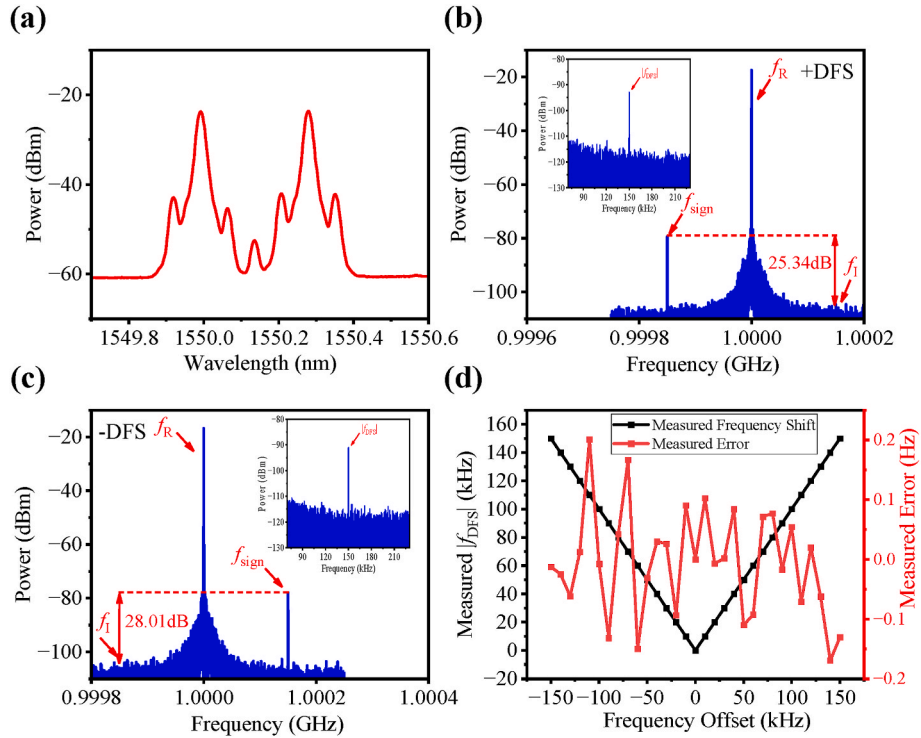 (a)
Power (dBm)
−20
−40
−60
1549.8 1550.0 1550.2 1550.4 1550.6
Wavelength (nm)
(b)
Power (dBm)
−20
−40
−60
−80
−100
+DFS
f_R
f_sign
25.34dB
f_I
0.9996 0.9998 1.0000 1.0002
Frequency (GHz)
|f_DFS|
Power (dBm)
−80
−90
−100
−110
−120
−130
90 120 150 180 210
Frequency (kHz)
(c)
Power (dBm)
−20
−40
−60
−80
−100
-DFS
f_R
f_sign
f_I
28.01dB
0.9998 1.0000 1.0002 1.0004
Frequency (GHz)
|f_DFS|
Power (dBm)
−80
−90
−100
−110
−120
−130
90 120 150 180 210
Frequency (kHz)
(d)
Measured |f_DFS| (kHz)
160
140
120
100
80
60
40
20
0
Measured Frequency Shift
Measured Error
0.2
0.1
0.0
−0.1
−0.2
Measured Error (Hz)
−150 −100 −50 0 50 100 150
Frequency Offset (kHz)